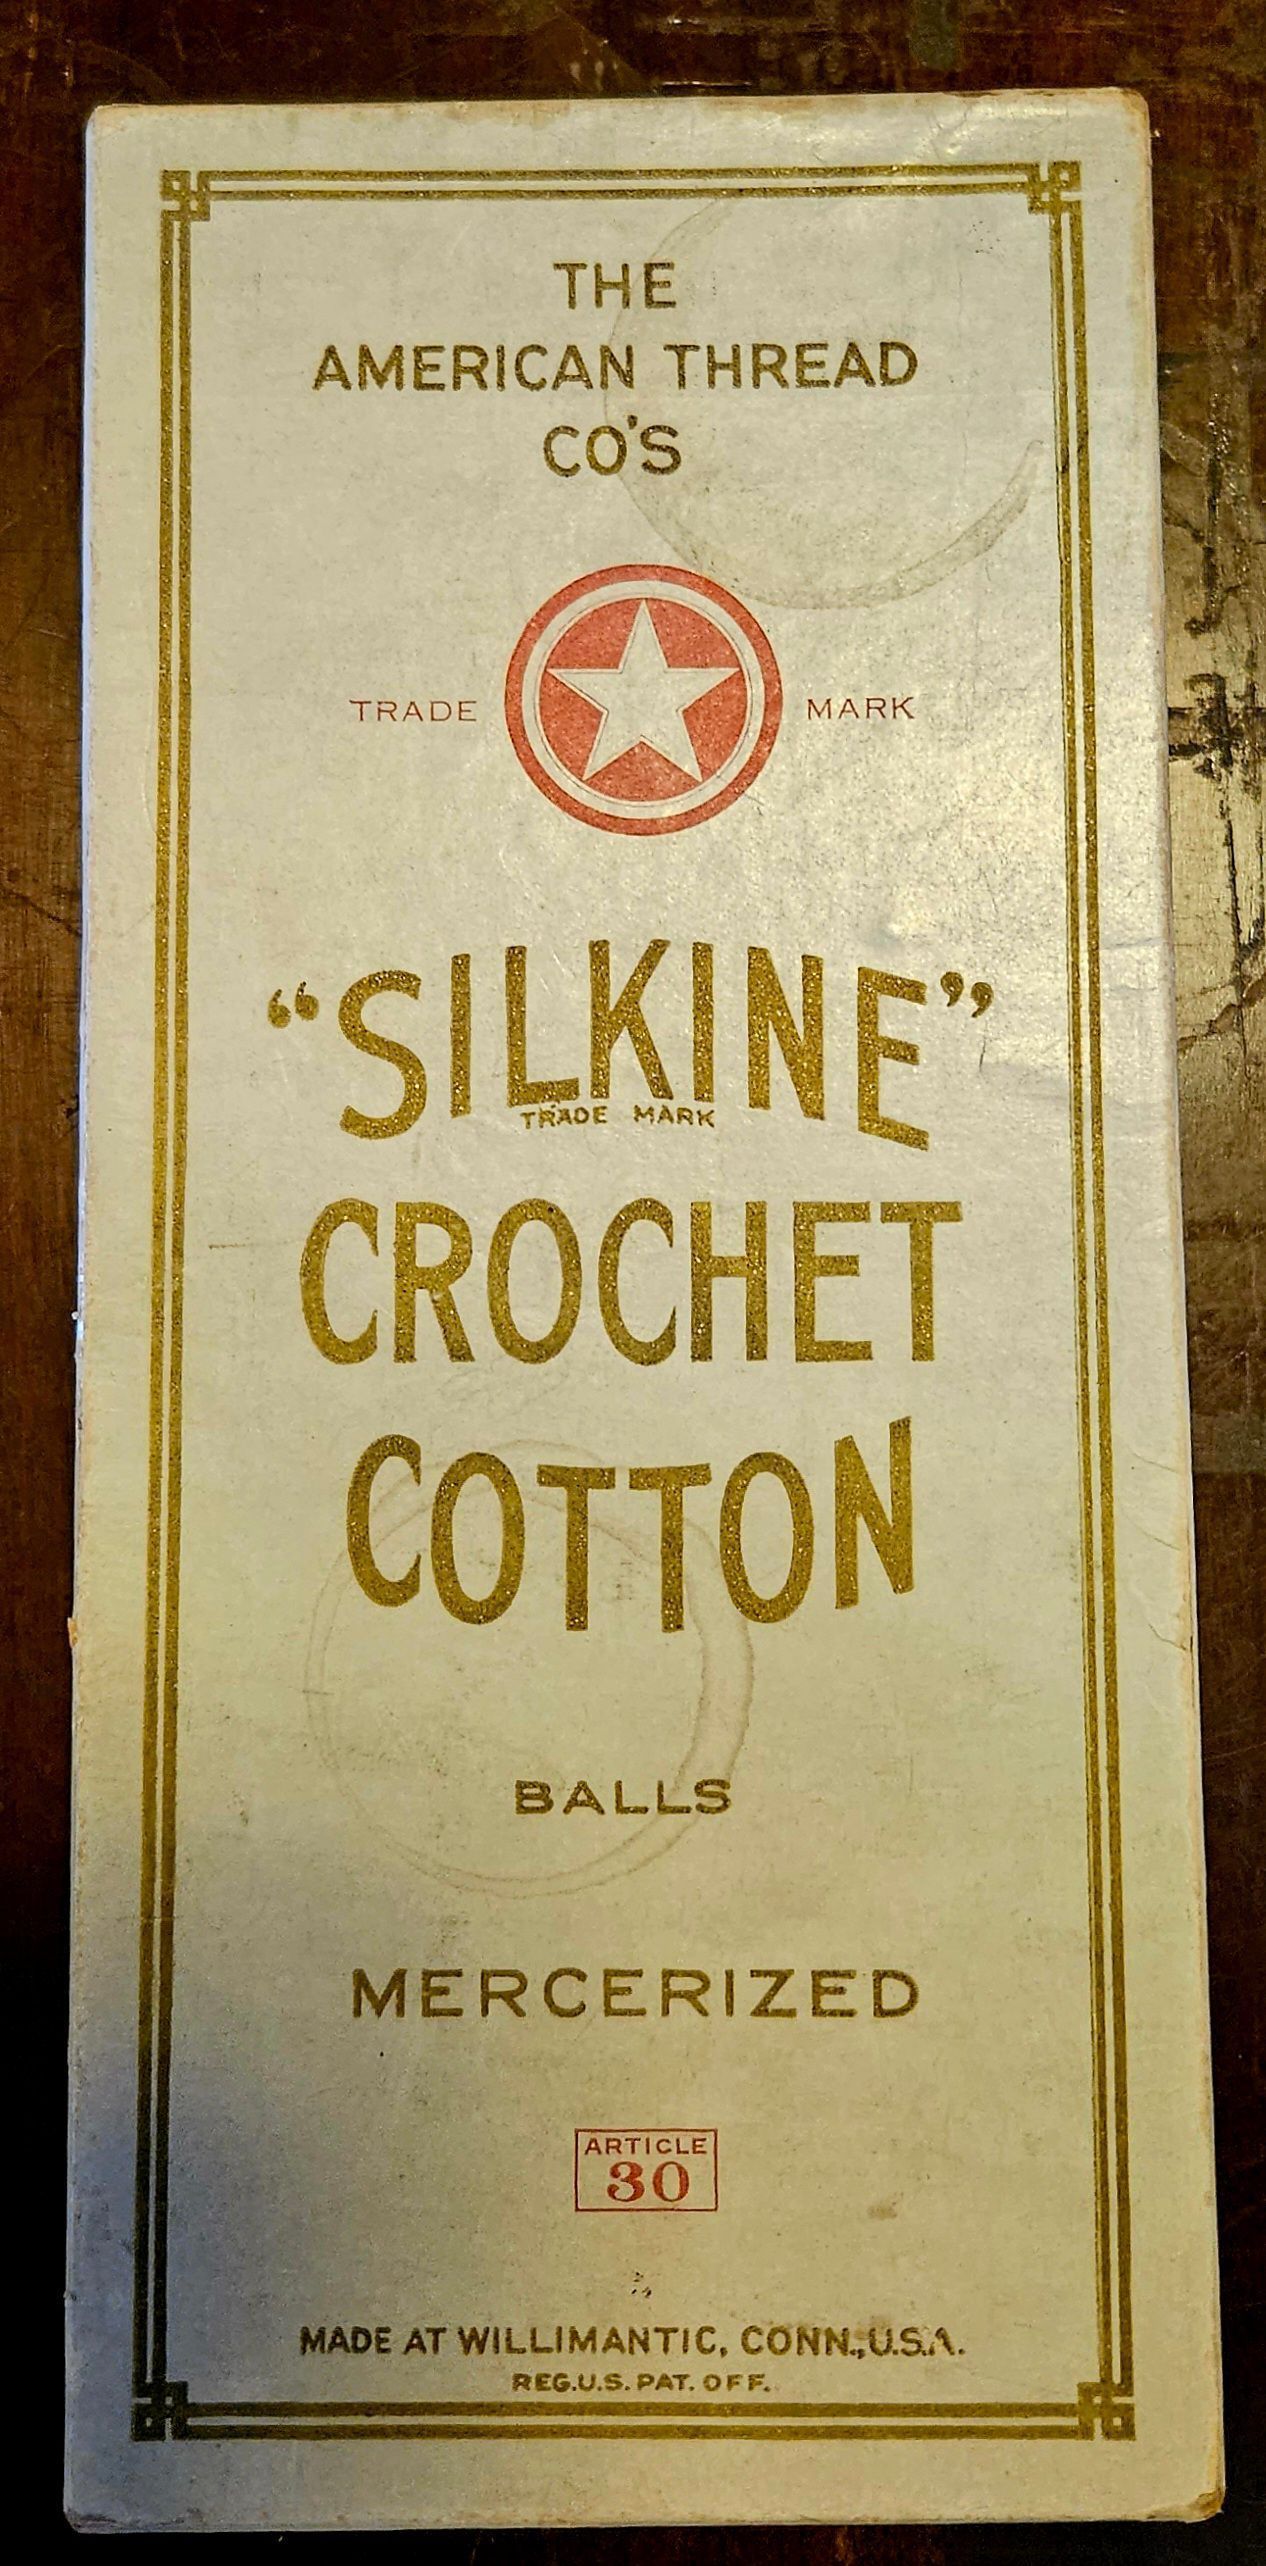 THE
AMERICAN THREAD
CO'S
TRADE MARK
“SILKINE”
TRADE MARK
CROCHET
COTTON
BALLS
MERCERIZED
ARTICLE
30
MADE AT WILLIMANTIC, CONN., U.S.A.
REG.U.S. PAT. OFF.